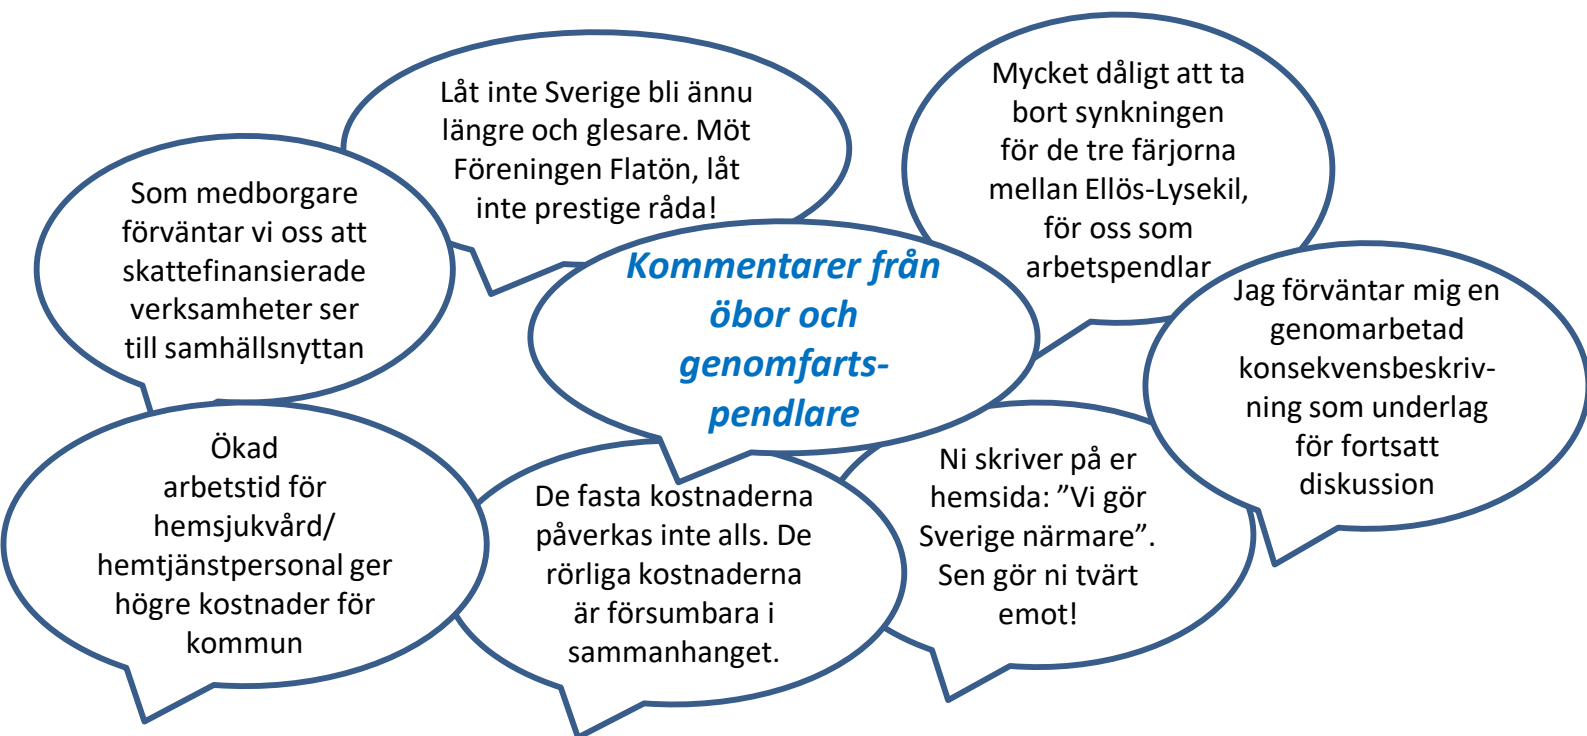 Låt inte Sverige bli ännu
längre och glesare. Möt
Föreningen Flatön, låt
inte prestige råda!
Mycket dåligt att ta
bort synkningen
för de tre färjorna
mellan Ellös-Lysekil,
för oss som
arbetspendlar
Som medborgare
förväntar vi oss att
skattefinansierade
verksamheter ser
till samhällsnyttan
Kommentarer från
öbor och
genomfarts-
pendlare
Jag förväntar mig en
genomarbetad
konsekvensbeskriv-
ning som underlag
för fortsatt
diskussion
Ökad
arbetstid för
hemsjukvård/
hemtjänstpersonal ger
högre kostnader för
kommun
De fasta kostnaderna
påverkas inte alls. De
rörliga kostnaderna
är försumbara i
sammanhanget.
Ni skriver på er
hemsida: ”Vi gör
Sverige närmare”.
Sen gör ni tvärt
emot!